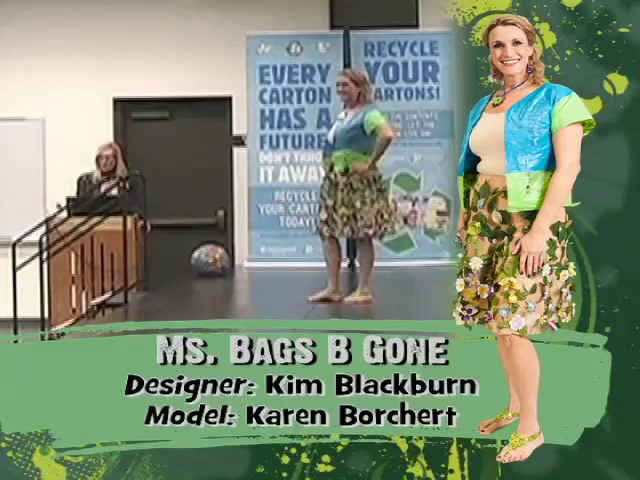 EVERY
CARTON
HAS A
FUTURE
DON'T THROW
IT AWAY
RECYCLE
YOUR CARTONS
TODAY!
RECYCLE
YOUR
CARTONS!
MS. BAGS B GONE
Designer: Kim Blackburn
Model: Karen Borchert